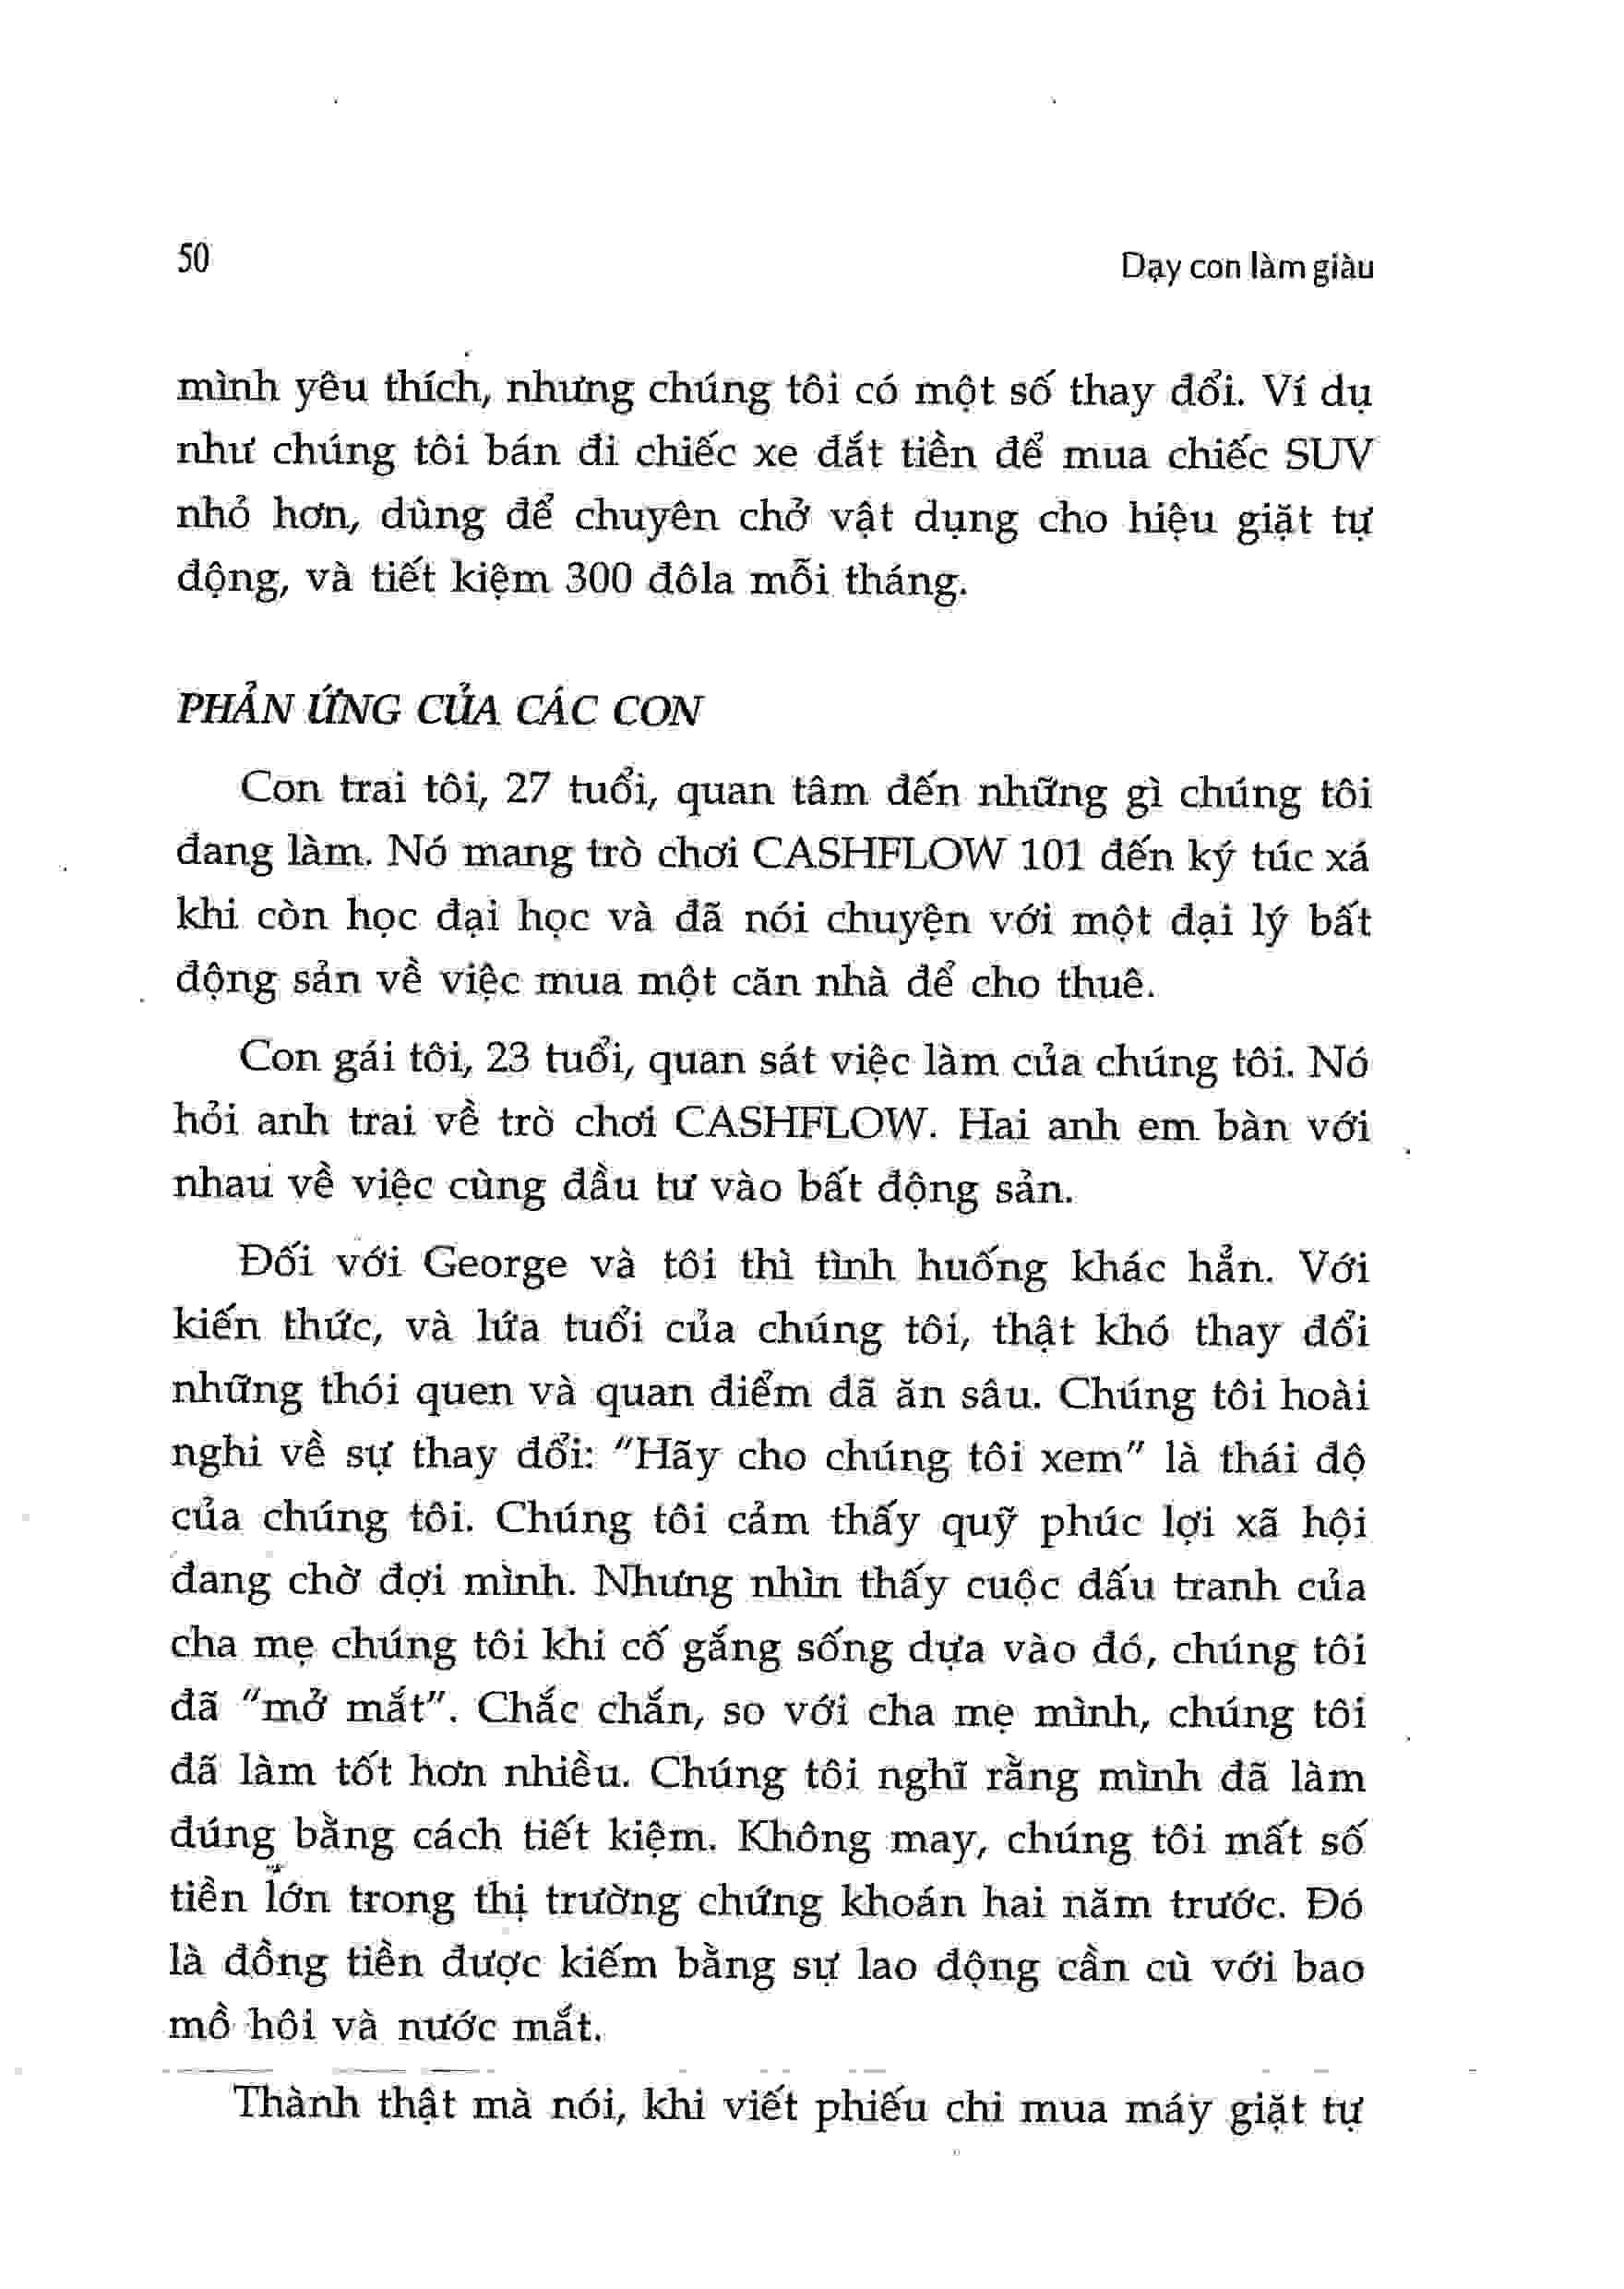 50
Dạy con làm giàu
mình yêu thích, nhưng chúng tôi có một số thay đổi. Ví dụ
như chúng tôi bán đi chiếc xe đắt tiền để mua chiếc SUV
nhỏ hơn, dùng để chuyên chở vật dụng cho hiệu giặt tự
động, và tiết kiệm 300 đôla mỗi tháng.
PHẢN ỨNG CỦA CÁC CON
Con trai tôi, 27 tuổi, quan tâm đến những gì chúng tôi
đang làm. Nó mang trò chơi CASHFLOW 101 đến ký túc xá
khi còn học đại học và đã nói chuyện với một đại lý bất
động sản về việc mua một căn nhà để cho thuê.
Con gái tôi, 23 tuổi, quan sát việc làm của chúng tôi. Nó
hỏi anh trai về trò chơi CASHFLOW. Hai anh em bàn với
nhau về việc cùng đầu tư vào bất động sản.
Đối với George và tôi thì tình huống khác hẳn. Với
kiến thức, và lứa tuổi của chúng tôi, thật khó thay đổi
những thói quen và quan điểm đã ăn sâu. Chúng tôi hoài
nghi về sự thay đổi: "Hãy cho chúng tôi xem" là thái độ
của chúng tôi. Chúng tôi cảm thấy quỹ phúc lợi xã hội
đang chờ đợi mình. Nhưng nhìn thấy cuộc đấu tranh của
cha mẹ chúng tôi khi cố gắng sống dựa vào đó, chúng tôi
đã "mở mắt". Chắc chắn, so với cha mẹ mình, chúng tôi
đã làm tốt hơn nhiều. Chúng tôi nghĩ rằng mình đã làm
đúng bằng cách tiết kiệm. Không may, chúng tôi mất số
tiền lớn trong thị trường chứng khoán hai năm trước. Đó
là đồng tiền được kiếm bằng sự lao động cần cù với bao
mồ hôi và nước mắt.
Thành thật mà nói, khi viết phiếu chi mua máy giặt tự